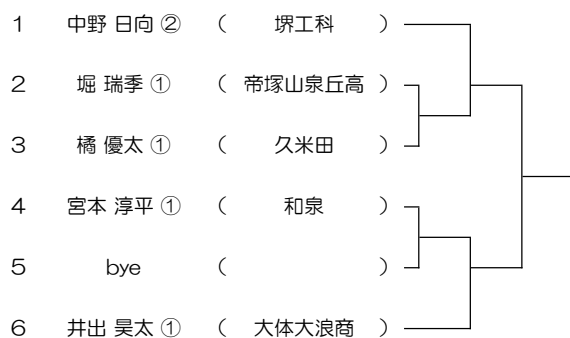 1 中野 日向 ② （ 堺工科 ）
2 堀 瑞季 ① （ 帝塚山泉丘高 ）
3 橘 優太 ① （ 久米田 ）
4 宮本 淳平 ① （ 和泉 ）
5 bye （ ）
6 井出 昊太 ① （ 大体大浪商 ）